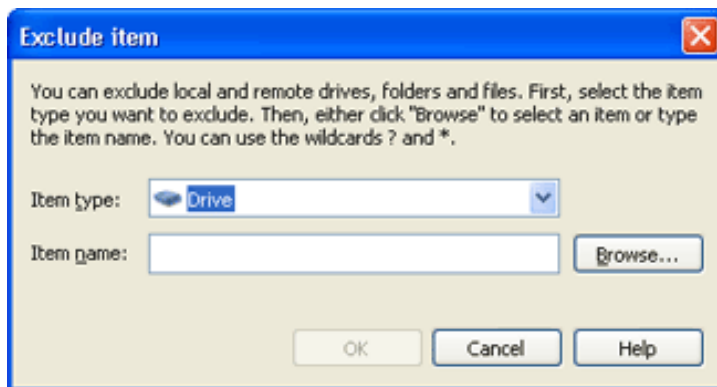 Exclude item
You can exclude local and remote drives, folders and files. First, select the item
type you want to exclude. Then, either click "Browse" to select an item or type
the item name. You can use the wildcards ? and *.
Item type: Drive
Item name: Browse...
OK Cancel Help